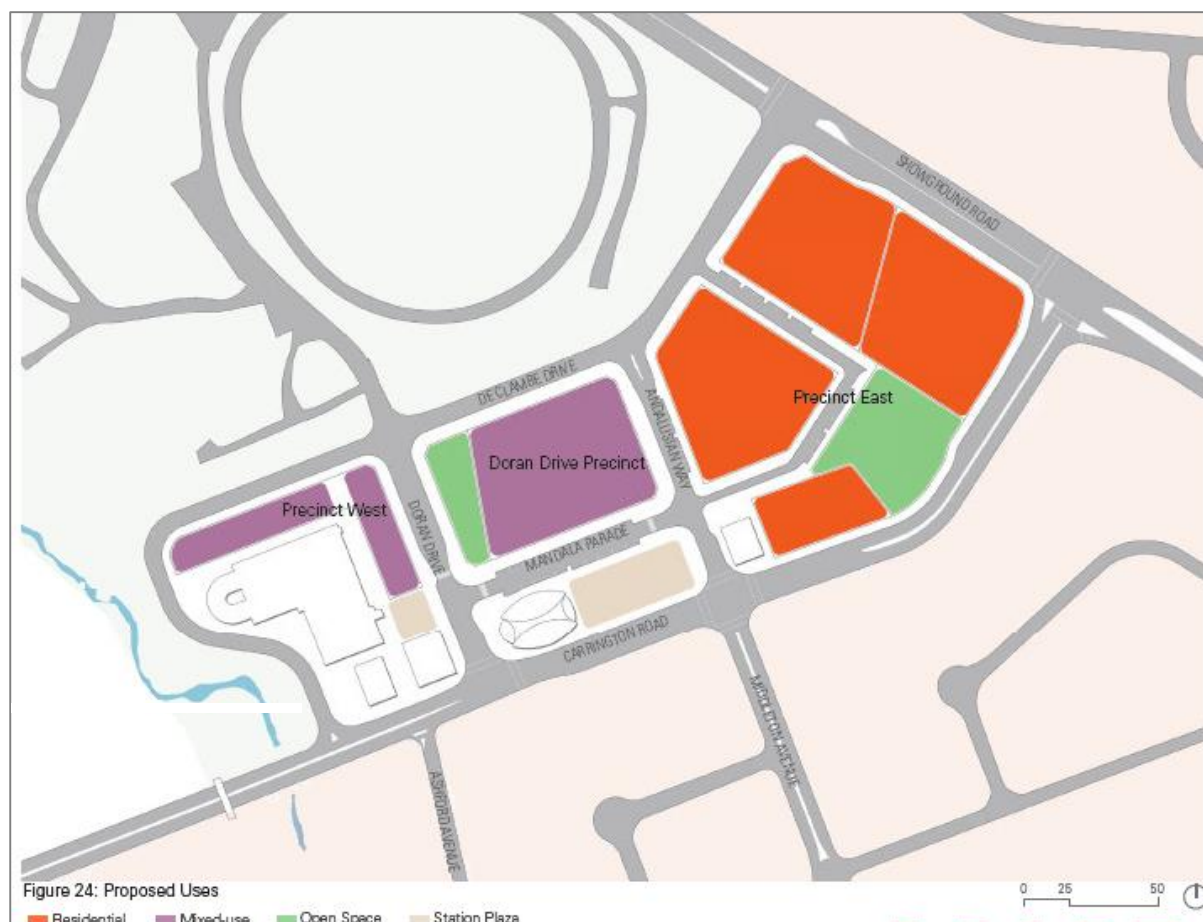 SHOWGROUND ROAD
DE CLAMBE DRIVE
ANDALUSIAN WAY
Precinct East
Doran Drive Precinct
Precinct West
DORAN DRIVE
MANDALA PARADE
CARRINGTON ROAD
MIDDLETON AVENUE
ASHFORD AVENUE
Figure 24: Proposed Uses
0 25 50
Residential Mixed-use Open Space Station Plaza